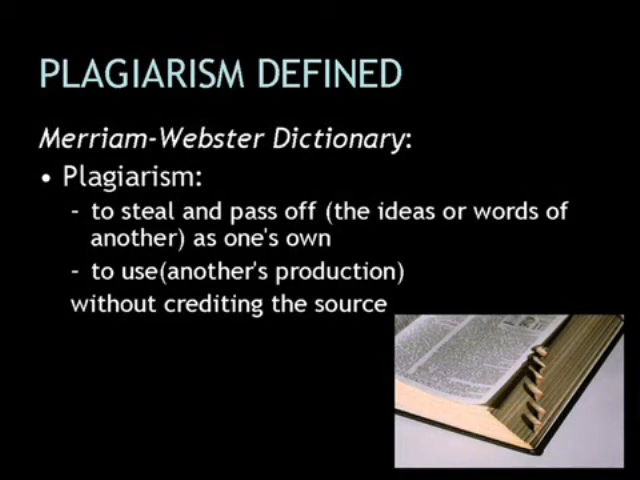 PLAGIARISM DEFINED
Merriam-Webster Dictionary:
• Plagiarism:
- to steal and pass off (the ideas or words of
another) as one's own
- to use(another's production)
without crediting the source